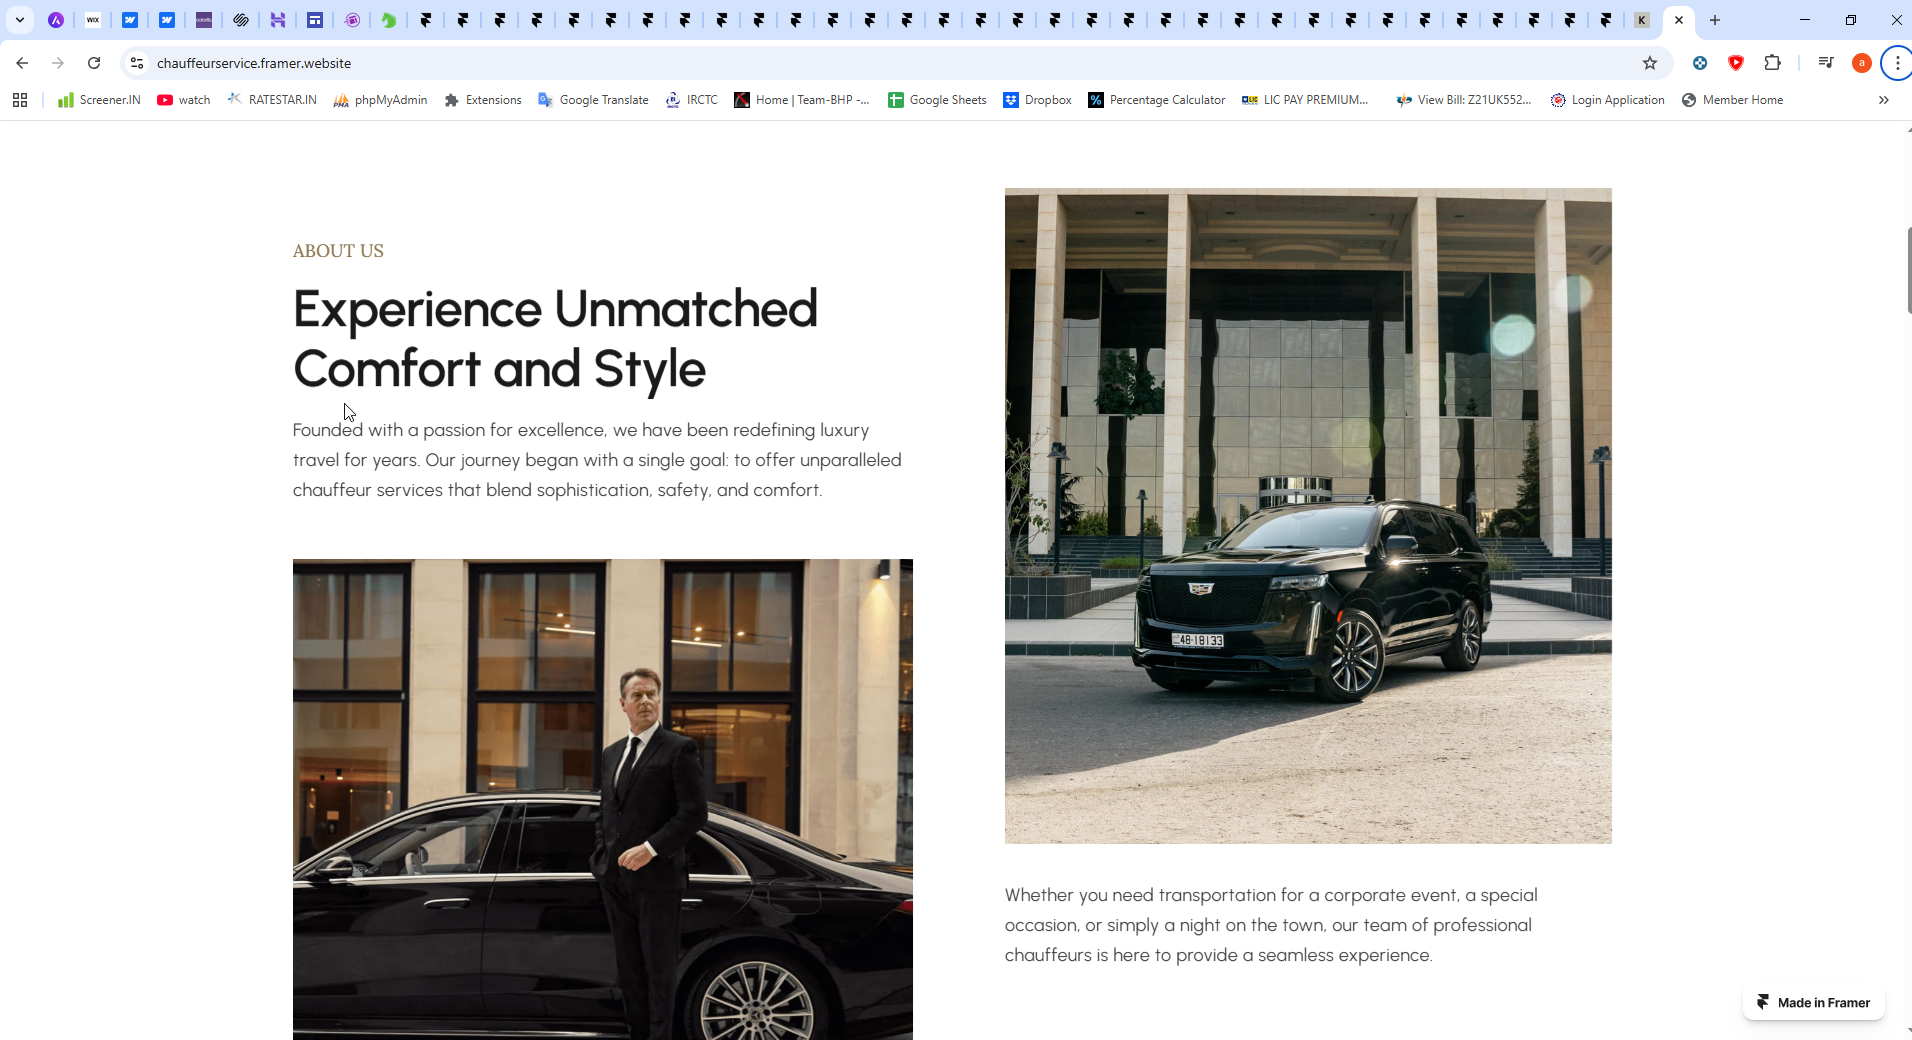 chauffeurservice.framer.website
a
Screener.IN
watch
RATESTAR.IN
phpMyAdmin
Extensions
Google Translate
IRCTC
Home | Team-BHP -...
Google Sheets
Dropbox
Percentage Calculator
LIC PAY PREMIUM...
View Bill: Z21UK552...
Login Application
Member Home
ABOUT US
Experience Unmatched
Comfort and Style
Founded with a passion for excellence, we have been redefining luxury
travel for years. Our journey began with a single goal: to offer unparalleled
chauffeur services that blend sophistication, safety, and comfort.
48-18133
Whether you need transportation for a corporate event, a special
occasion, or simply a night on the town, our team of professional
chauffeurs is here to provide a seamless experience.
Made in Framer